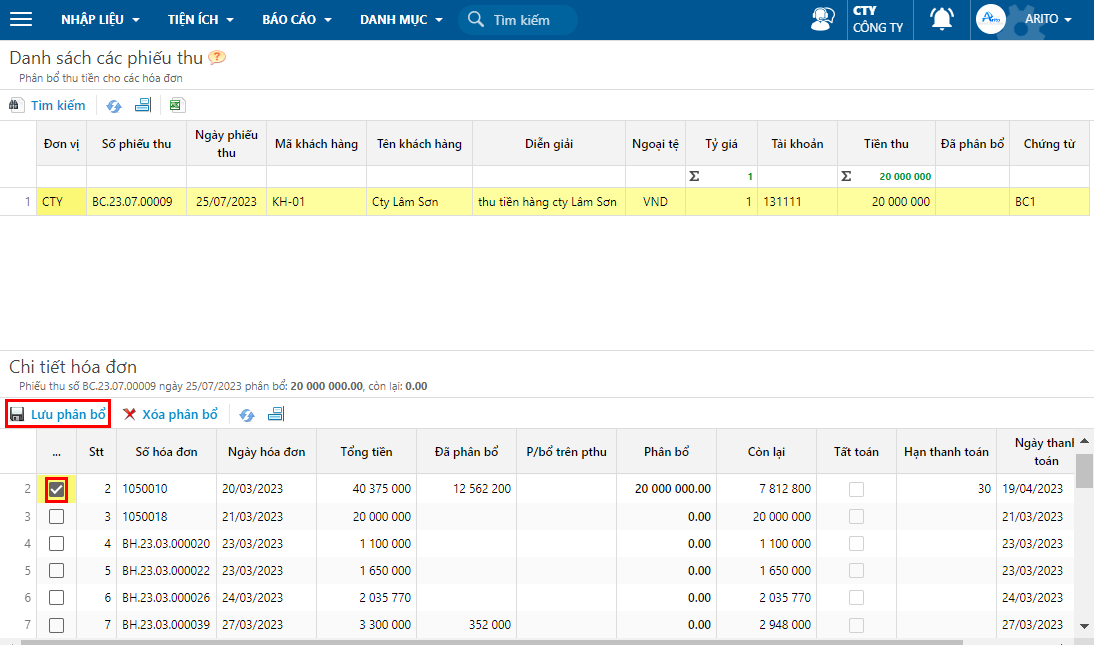 NHẬP LIỆU TIỆN ÍCH BÁO CÁO DANH MỤC Tìm kiếm CTY CÔNG TY Arito ARITO
Danh sách các phiếu thu ?
Phân bổ thu tiền cho các hóa đơn
Tìm kiếm
Đơn vị Số phiếu thu Ngày phiếu thu Mã khách hàng Tên khách hàng Diễn giải Ngoại tệ Tỷ giá Tài khoản Tiền thu Đã phân bổ Chứng từ
Σ 1 Σ 20 000 000
1 CTY BC.23.07.00009 25/07/2023 KH-01 Cty Lâm Sơn thu tiền hàng cty Lâm Sơn VND 1 131111 20 000 000 BC1
Chi tiết hóa đơn
Phiếu thu số BC.23.07.00009 ngày 25/07/2023 phân bổ: 20 000 000.00, còn lại: 0.00
Lưu phân bổ Xóa phân bổ
... Stt Số hóa đơn Ngày hóa đơn Tổng tiền Đã phân bổ P/bổ trên pthu Phân bổ Còn lại Tất toán Hạn thanh toán Ngày thanh toán
2 2 1050010 20/03/2023 40 375 000 12 562 200 20 000 000.00 7 812 800 30 19/04/2023
3 3 1050018 21/03/2023 20 000 000 0.00 20 000 000 21/03/2023
4 4 BH.23.03.000020 23/03/2023 1 100 000 0.00 1 100 000 23/03/2023
5 5 BH.23.03.000022 23/03/2023 1 650 000 0.00 1 650 000 23/03/2023
6 6 BH.23.03.000026 24/03/2023 2 035 770 0.00 2 035 770 24/03/2023
7 7 BH.23.03.000039 27/03/2023 3 300 000 352 000 0.00 2 948 000 27/03/2023